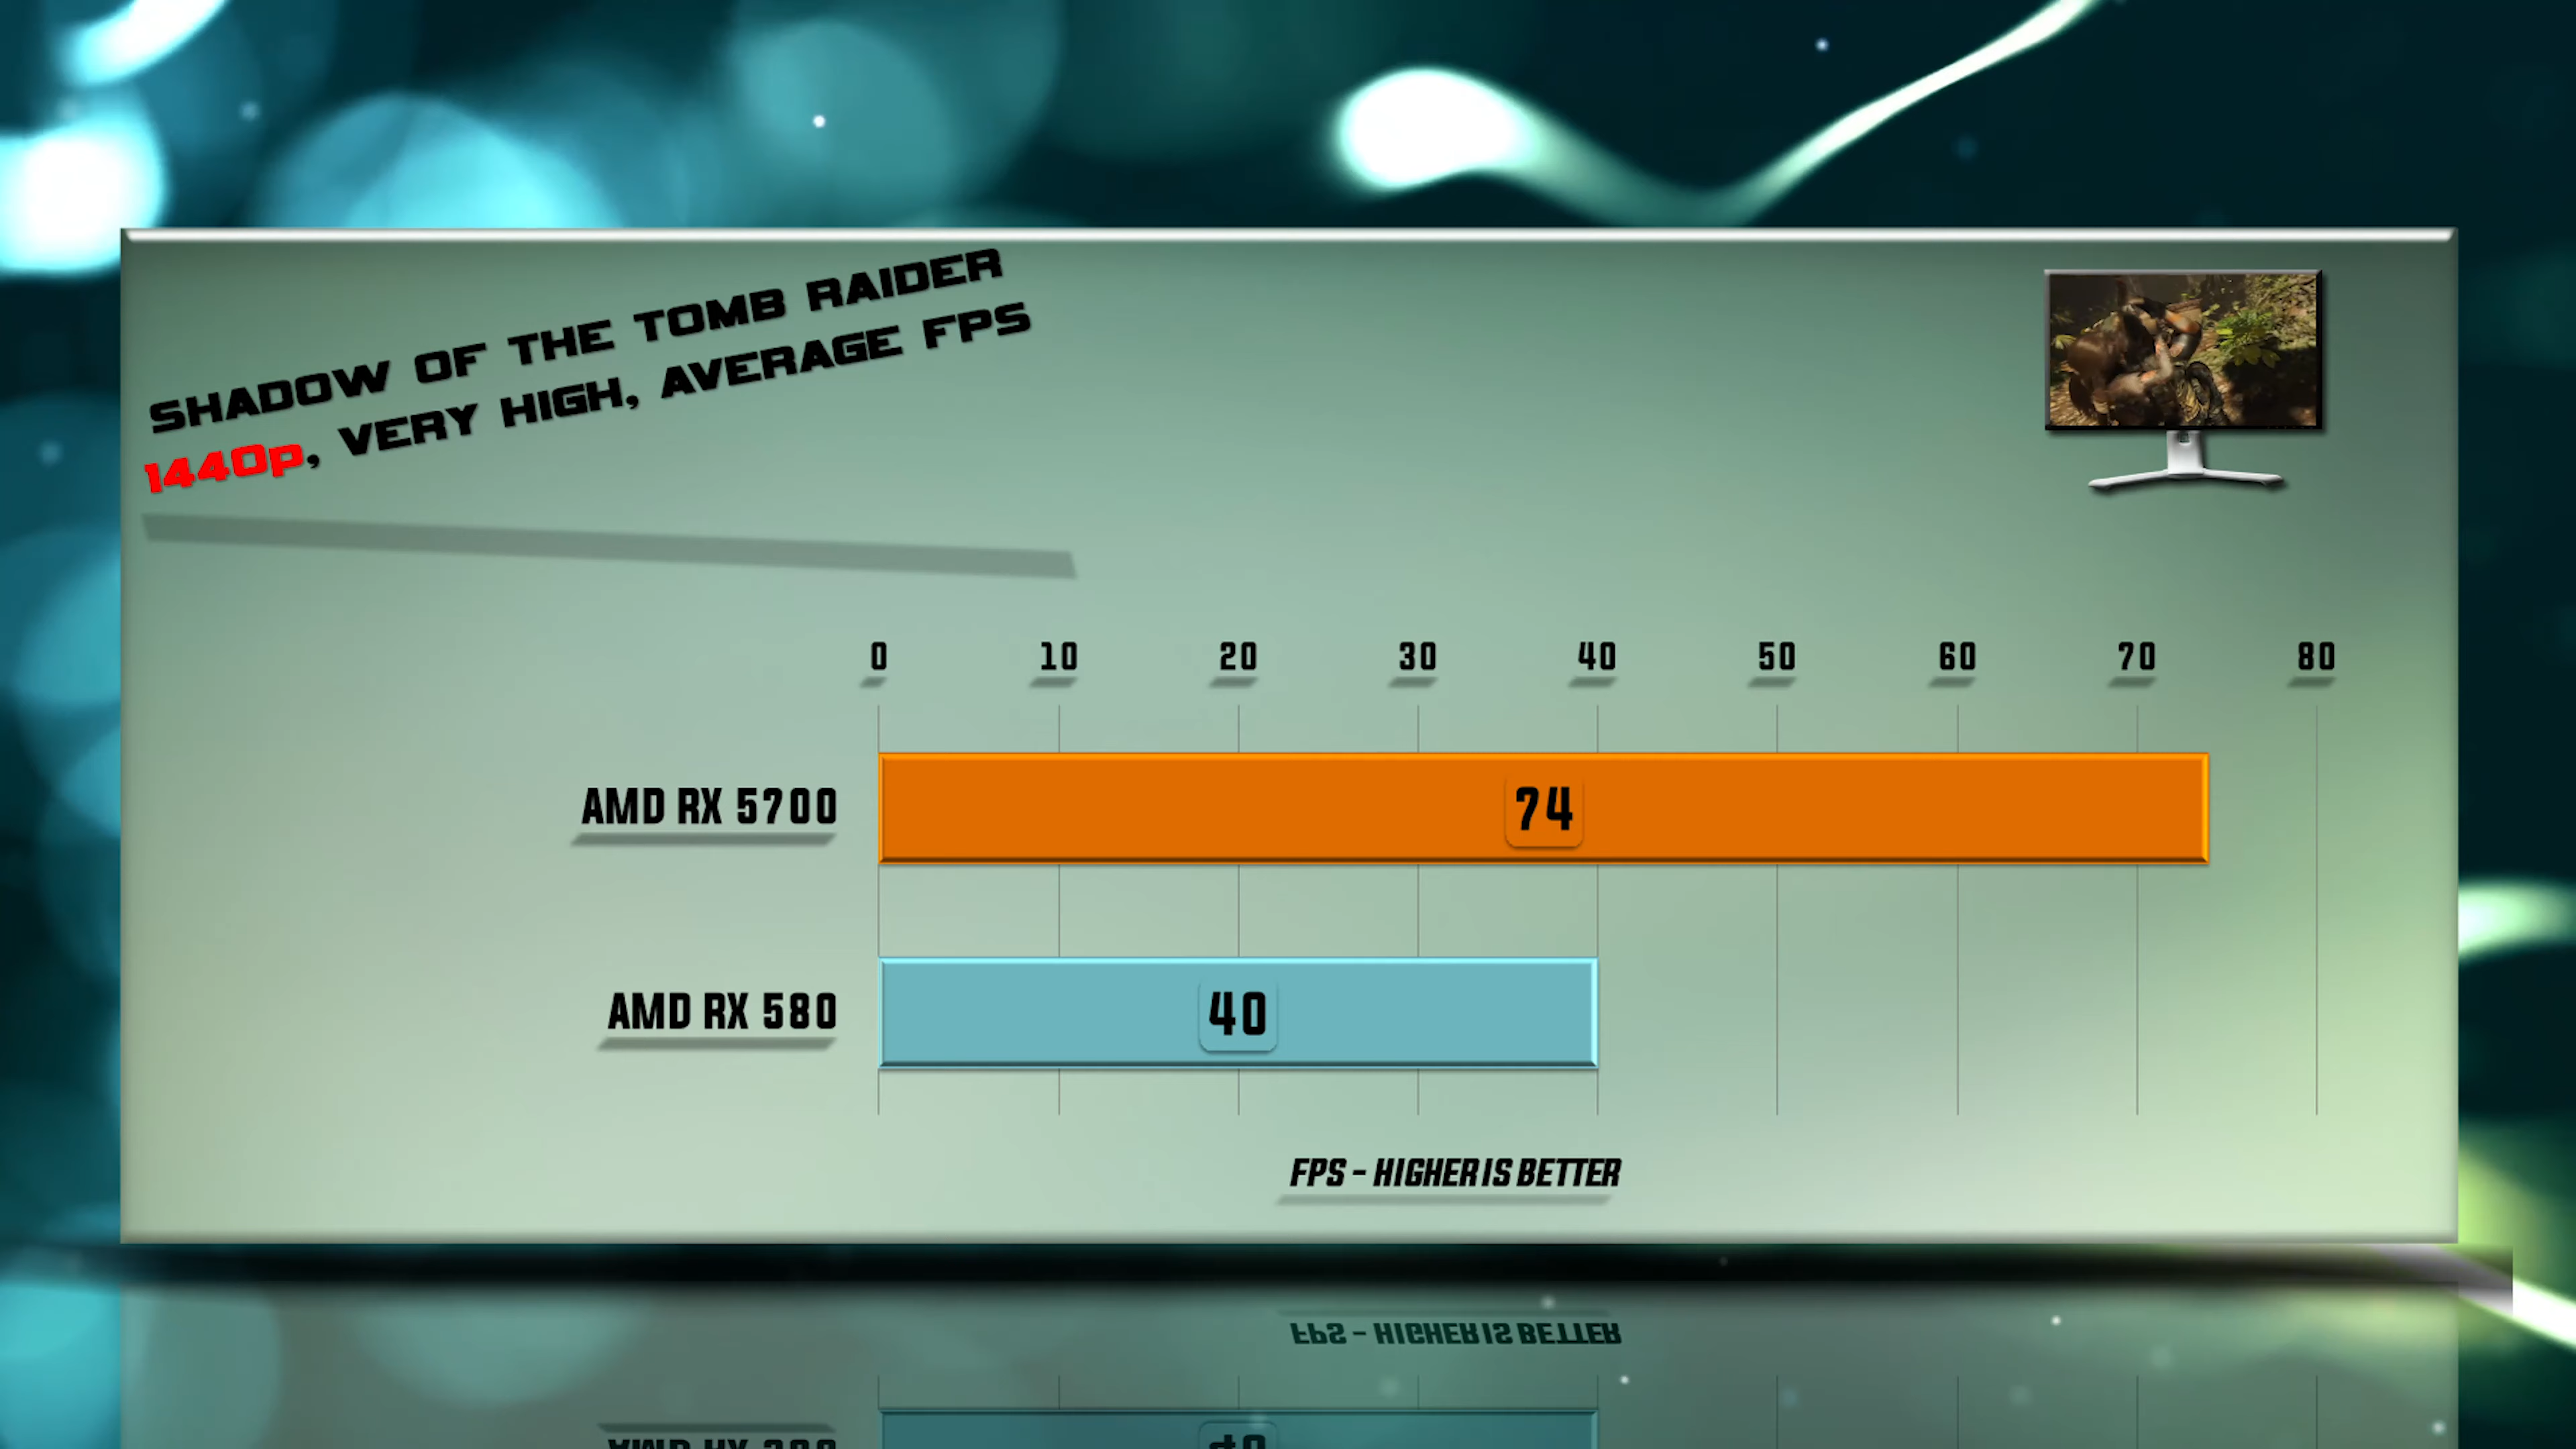 SHADOW OF THE TOMB RAIDER
1440p, VERY HIGH, AVERAGE FPS
0 10 20 30 40 50 60 70 80
AMD RX 5700 74
AMD RX 580 40
FPS - HIGHER IS BETTER